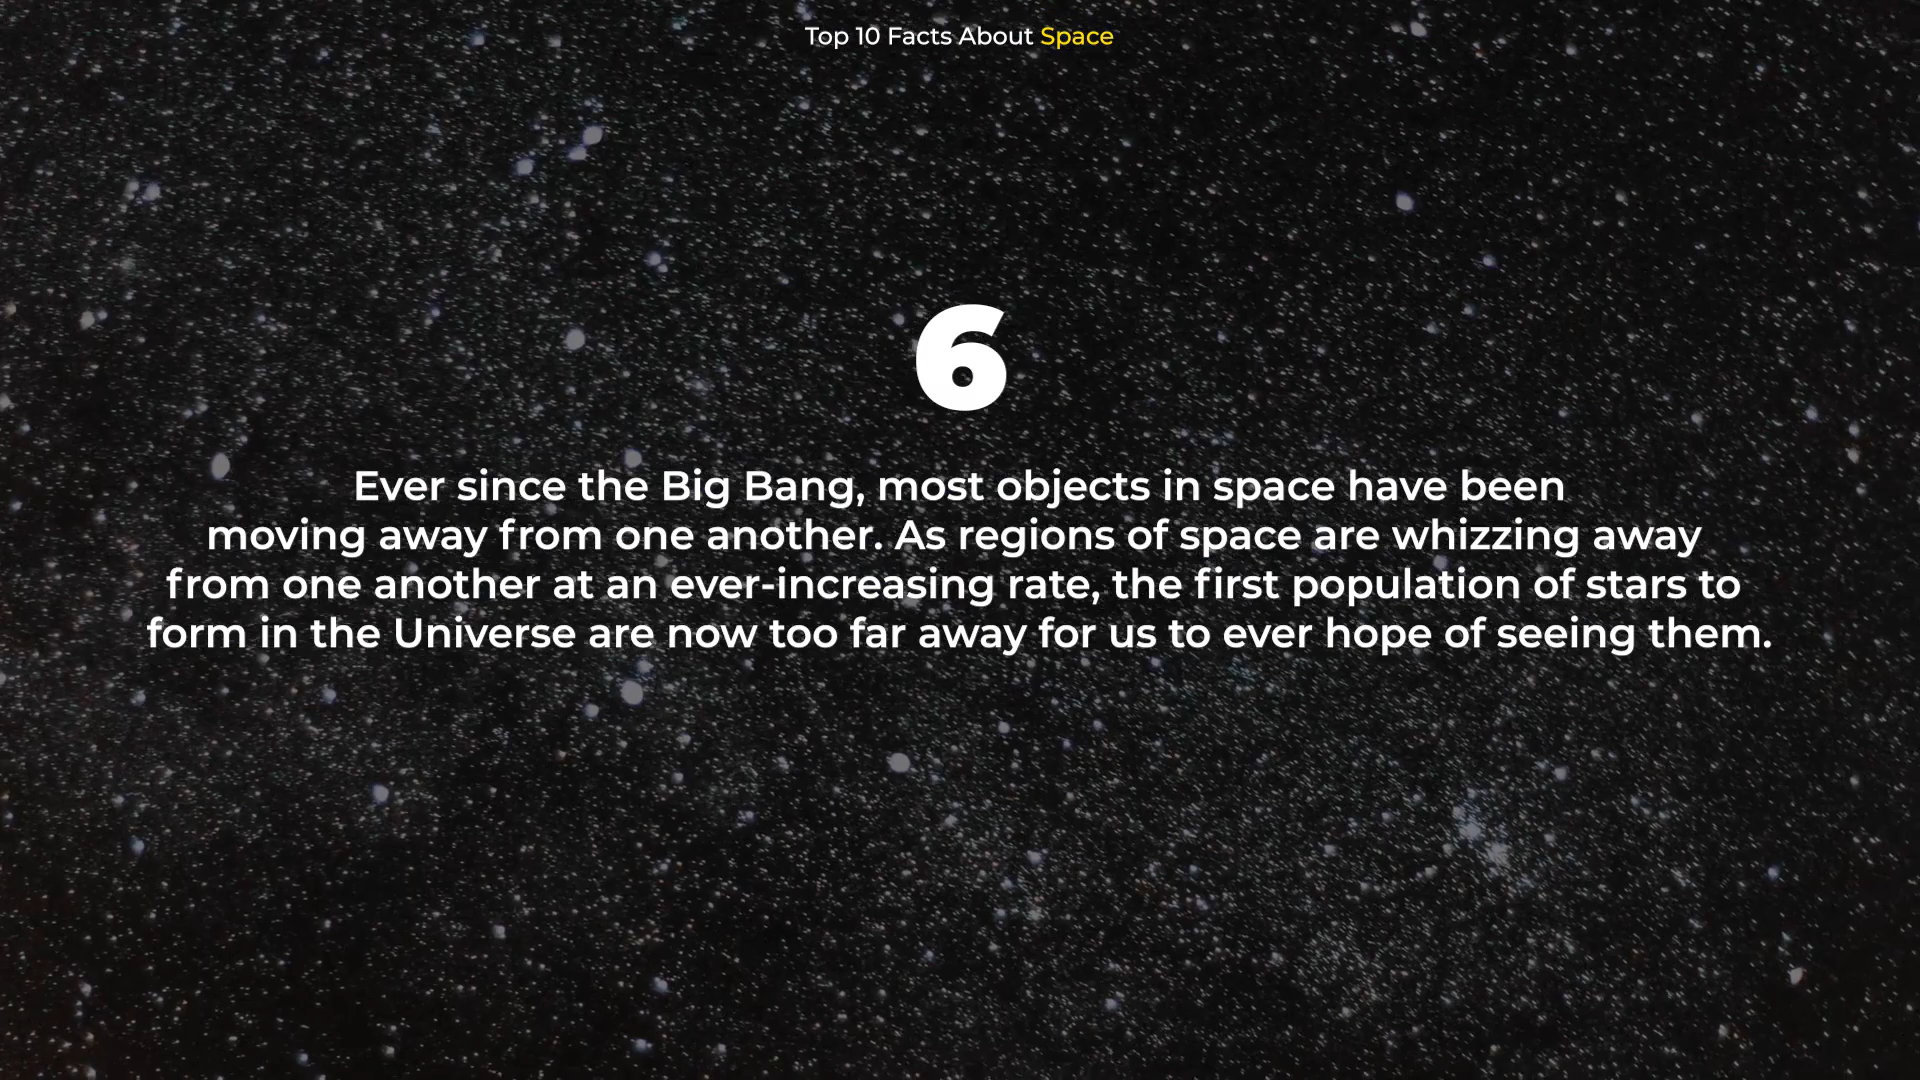 Top 10 Facts About Space
6
Ever since the Big Bang, most objects in space have been
moving away from one another. As regions of space are whizzing away
from one another at an ever-increasing rate, the first population of stars to
form in the Universe are now too far away for us to ever hope of seeing them.